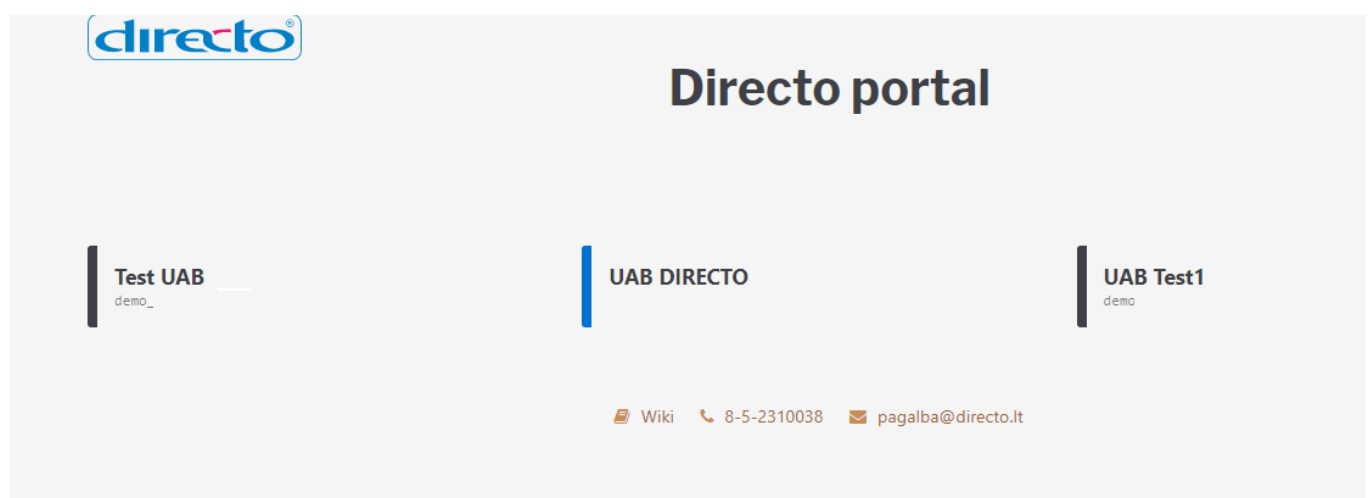 directo®
Directo portal
Test UAB
demo_
UAB DIRECTO
UAB Test1
demo
Wiki 8-5-2310038 pagalba@directo.lt